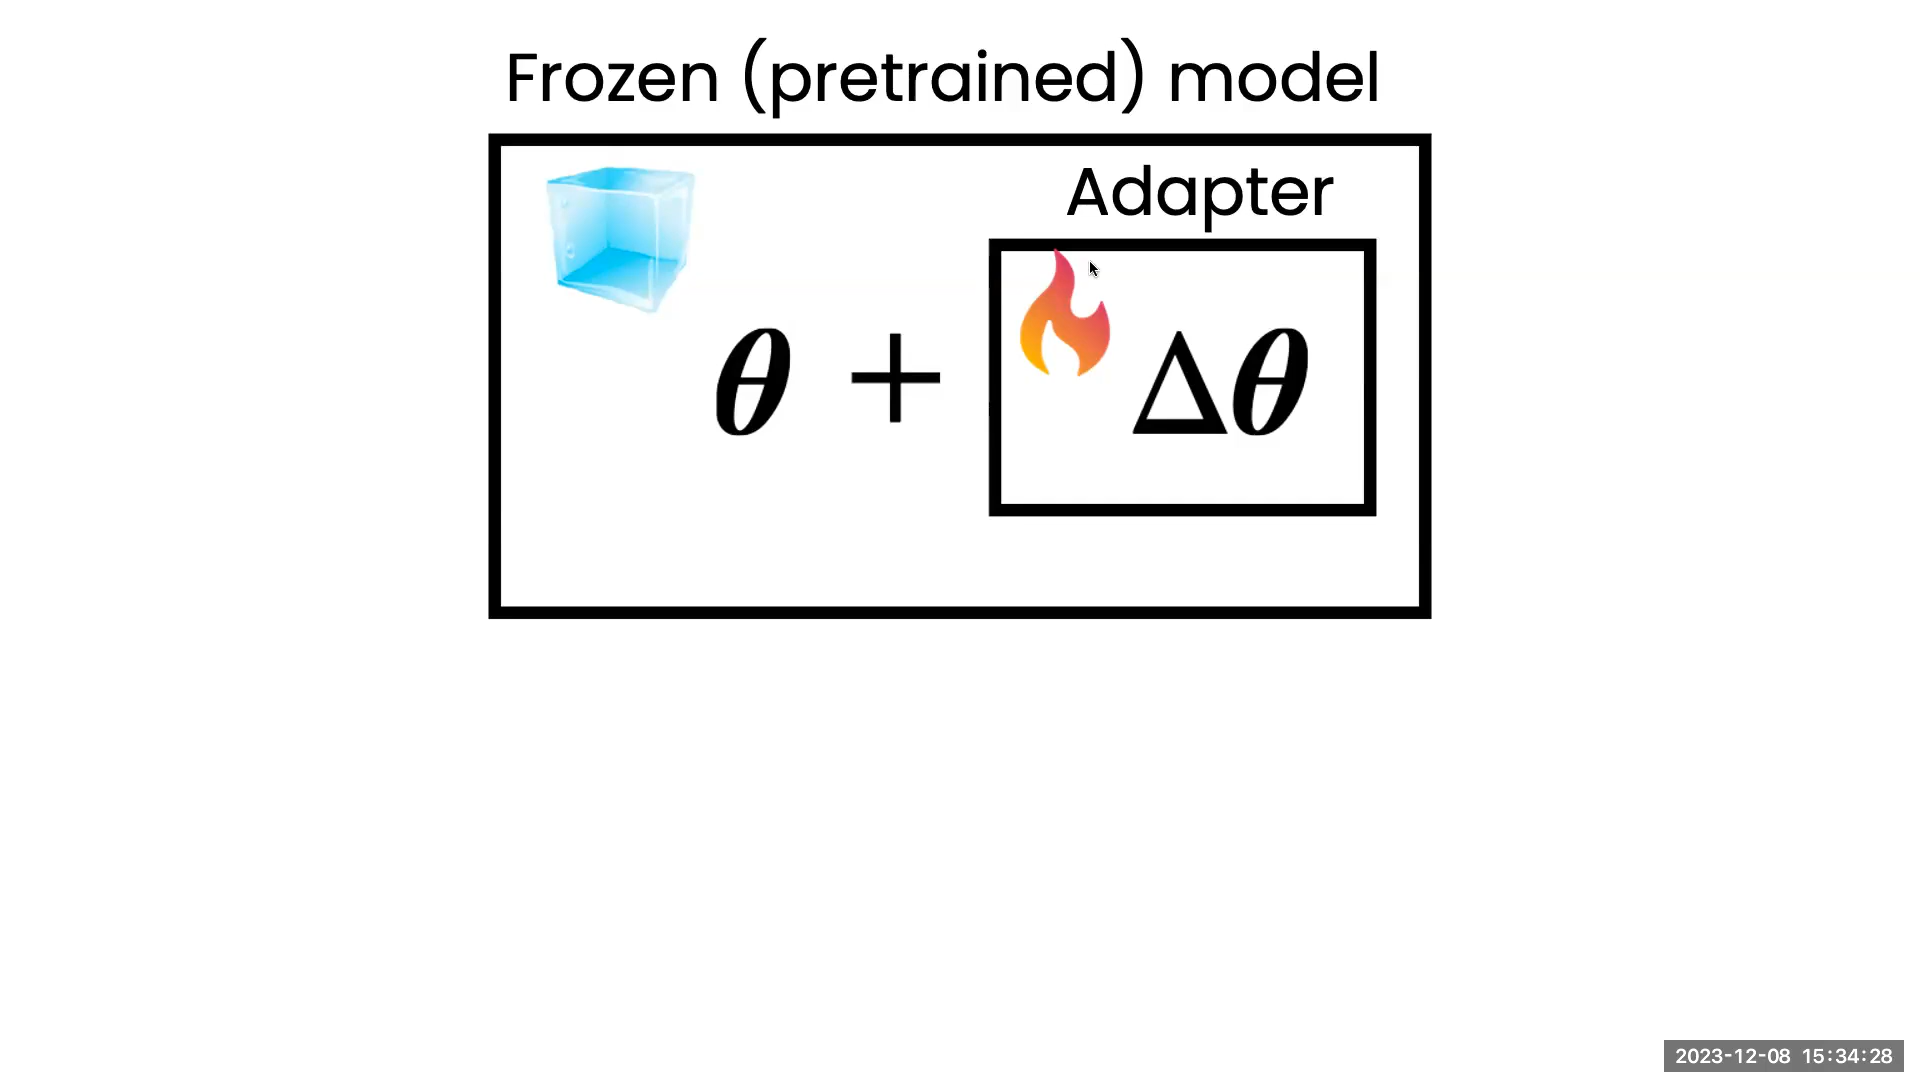 Frozen (pretrained) model
Adapter
θ + Δθ
2023-12-08 15:34:28